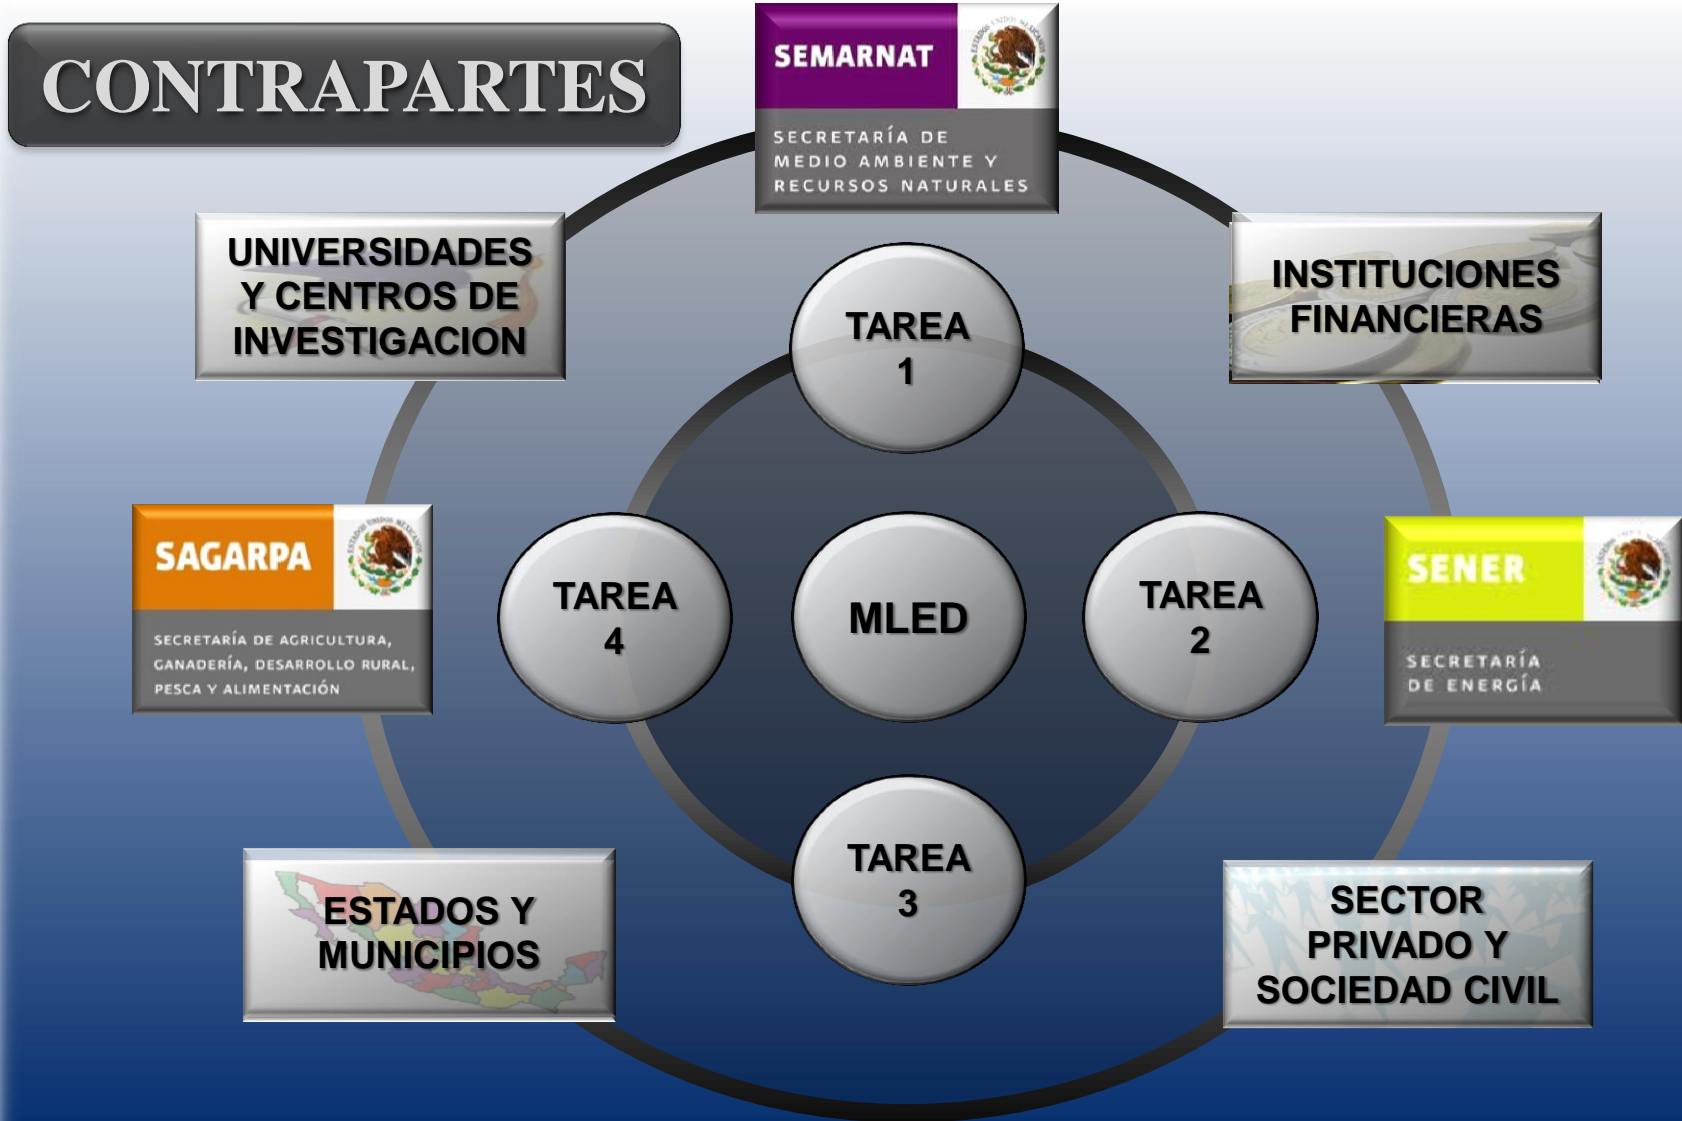 CONTRAPARTES
SEMARNAT
SECRETARÍA DE
MEDIO AMBIENTE Y
RECURSOS NATURALES
UNIVERSIDADES
Y CENTROS DE
INVESTIGACION
INSTITUCIONES
FINANCIERAS
TAREA
1
SAGARPA
SECRETARÍA DE AGRICULTURA,
GANADERÍA, DESARROLLO RURAL,
PESCA Y ALIMENTACIÓN
TAREA
4
MLED
TAREA
2
SENER
SECRETARÍA
DE ENERGÍA
TAREA
3
ESTADOS Y
MUNICIPIOS
SECTOR
PRIVADO Y
SOCIEDAD CIVIL